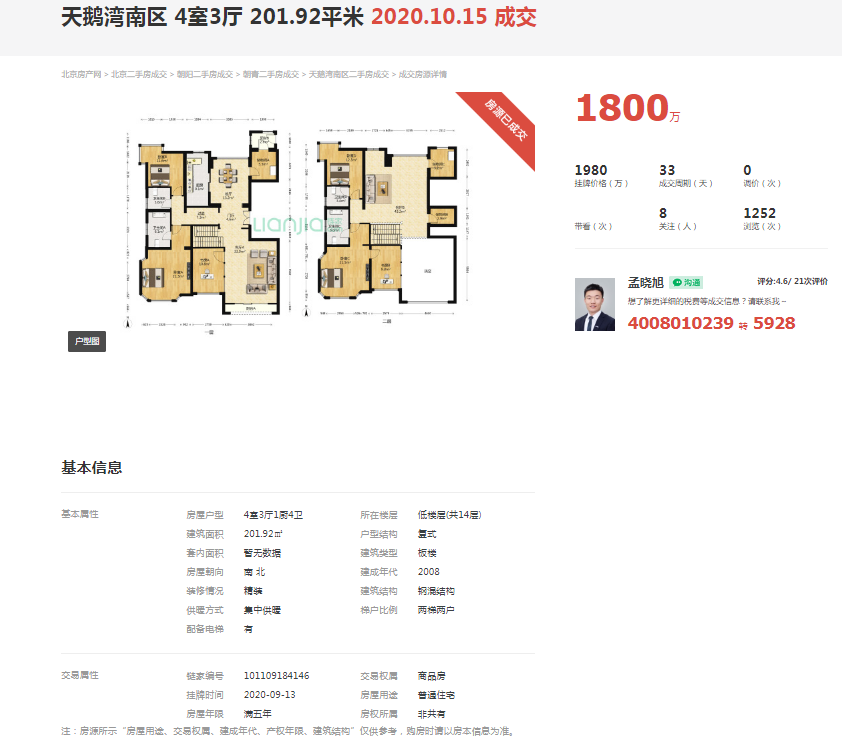 天鹅湾南区 4室3厅 201.92平米 2020.10.15 成交
北京房产网 > 北京二手房成交 > 朝阳二手房成交 > 朝青二手房成交 > 天鹅湾南区二手房成交 > 成交房源详情
房源已成交
Lianjia
一层
二层
户型图
1800万
1980 33 0
挂牌价格（万） 成交周期（天） 调价（次）
8 1252
带看（次） 关注（人） 浏览（次）
孟晓旭 沟通 评分:4.6/ 21次评价
想了解更详细的税费等成交信息？请联系我~
4008010239 转 5928
基本信息
基本属性 房屋户型 4室3厅1厨4卫 所在楼层 低楼层(共14层)
建筑面积 201.92㎡ 户型结构 复式
套内面积 暂无数据 建筑类型 板楼
房屋朝向 南 北 建成年代 2008
装修情况 精装 建筑结构 钢混结构
供暖方式 集中供暖 梯户比例 两梯两户
配备电梯 有
交易属性 链家编号 101109184146 交易权属 商品房
挂牌时间 2020-09-13 房屋用途 普通住宅
房屋年限 满五年 房权所属 非共有
注：房源所示“房屋用途、交易权属、建成年代、产权年限、建筑结构”仅供参考，购房时请以房本信息为准。